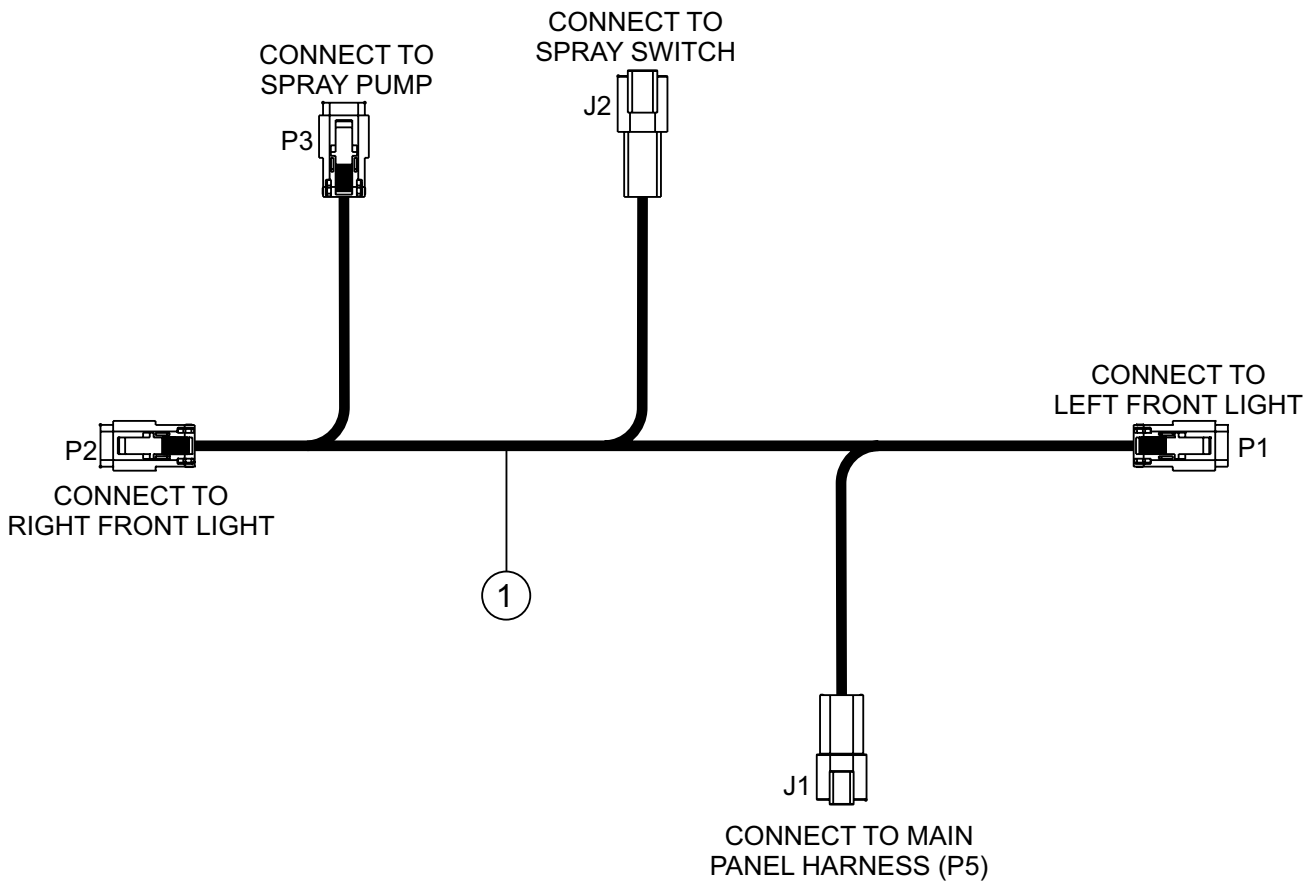 CONNECT TO
SPRAY SWITCH
J2
CONNECT TO
SPRAY PUMP
P3
CONNECT TO
LEFT FRONT LIGHT
P1
P2
CONNECT TO
RIGHT FRONT LIGHT
1
J1
CONNECT TO MAIN
PANEL HARNESS (P5)